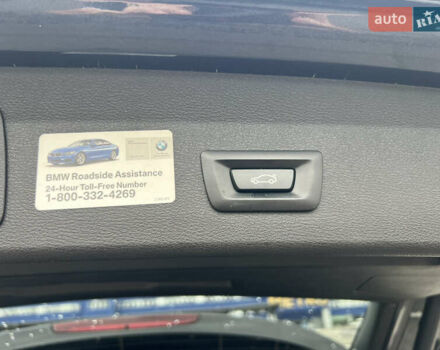 auto RIA
BMW Roadside Assistance
24-Hour Toll-Free Number
1-800-332-4269